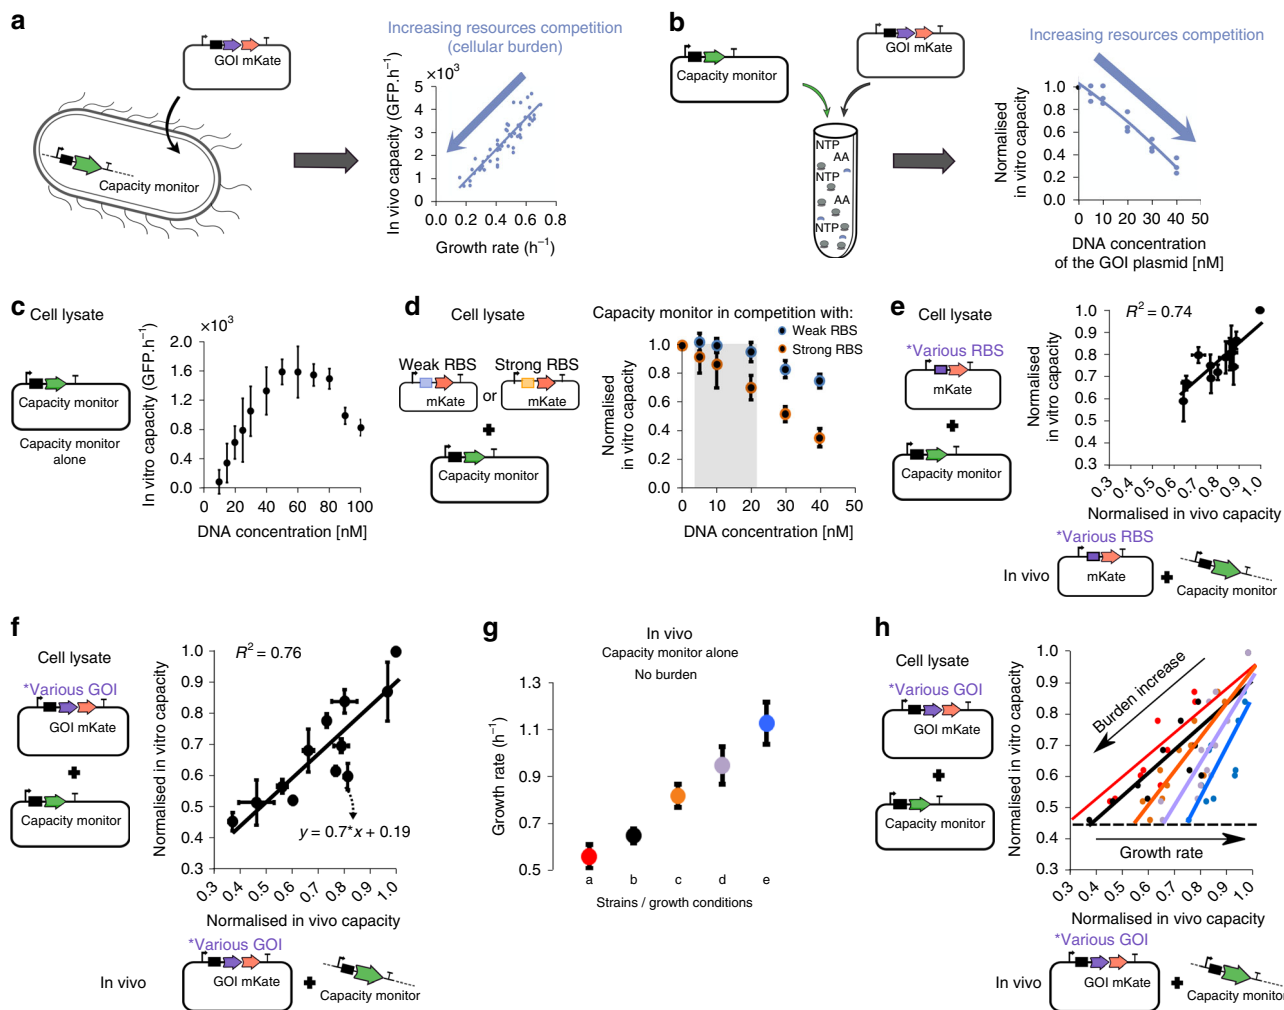 a
GOI mKate
Capacity monitor
Increasing resources competition
(cellular burden)
×10³
In vivo capacity (GFP.h⁻¹)
5
4
3
2
1
0
0.0 0.2 0.4 0.6 0.8
Growth rate (h⁻¹)
b
Capacity monitor
GOI mKate
NTP
AA
NTP
AA
NTP
Increasing resources competition
Normalised
in vitro capacity
1.0
0.8
0.6
0.4
0.2
0.0
0 10 20 30 40 50
DNA concentration
of the GOI plasmid [nM]
c
Cell lysate
Capacity monitor
Capacity monitor
alone
×10³
In vitro capacity (GFP.h⁻¹)
2.0
1.6
1.2
0.8
0.4
0.0
0 20 40 60 80 100
DNA concentration [nM]
d
Cell lysate
Weak RBS
mKate
or
Strong RBS
mKate
Capacity monitor
Capacity monitor in competition with:
Weak RBS
Strong RBS
Normalised
in vitro capacity
1.0
0.8
0.6
0.4
0.2
0.0
0 10 20 30 40 50
DNA concentration [nM]
e
Cell lysate
*Various RBS
mKate
Capacity monitor
R² = 0.74
Normalised
in vitro capacity
1.0
0.9
0.8
0.7
0.6
0.5
0.4
0.3
0.3 0.4 0.5 0.6 0.7 0.8 0.9 1.0
Normalised in vivo capacity
*Various RBS
In vivo
mKate
Capacity monitor
f
Cell lysate
*Various GOI
GOI mKate
Capacity monitor
R² = 0.76
Normalised in vitro capacity
1.0
0.9
0.8
0.7
0.6
0.5
0.4
0.3
y = 0.7*x + 0.19
0.3 0.4 0.5 0.6 0.7 0.8 0.9 1.0
Normalised in vivo capacity
*Various GOI
In vivo
GOI mKate
Capacity monitor
g
In vivo
Capacity monitor alone
No burden
Growth rate (h⁻¹)
1.3
1.1
0.9
0.7
0.5
a b c d e
Strains / growth conditions
h
Cell lysate
*Various GOI
GOI mKate
Capacity monitor
Normalised in vitro capacity
1.0
0.9
0.8
0.7
0.6
0.5
0.4
0.3
Burden increase
Growth rate
0.3 0.4 0.5 0.6 0.7 0.8 0.9 1.0
Normalised in vivo capacity
*Various GOI
In vivo
GOI mKate
Capacity monitor